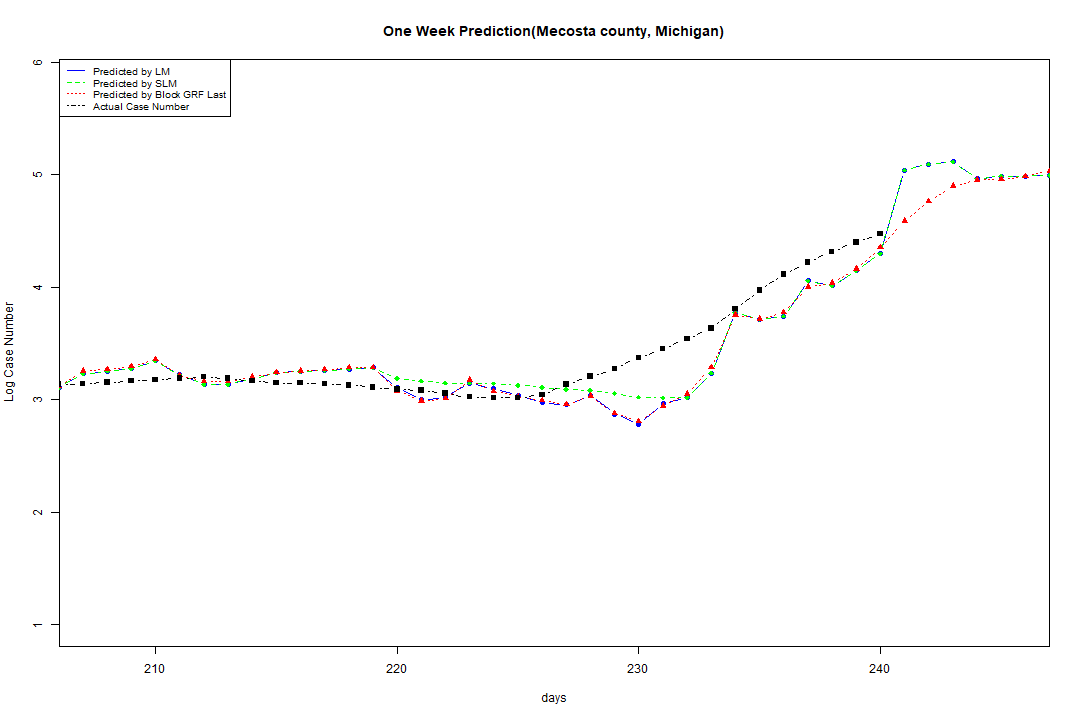 One Week Prediction(Mecosta county, Michigan)
Predicted by LM
Predicted by SLM
Predicted by Block GRF Last
Actual Case Number
6
5
4
3
2
1
Log Case Number
210 220 230 240
days